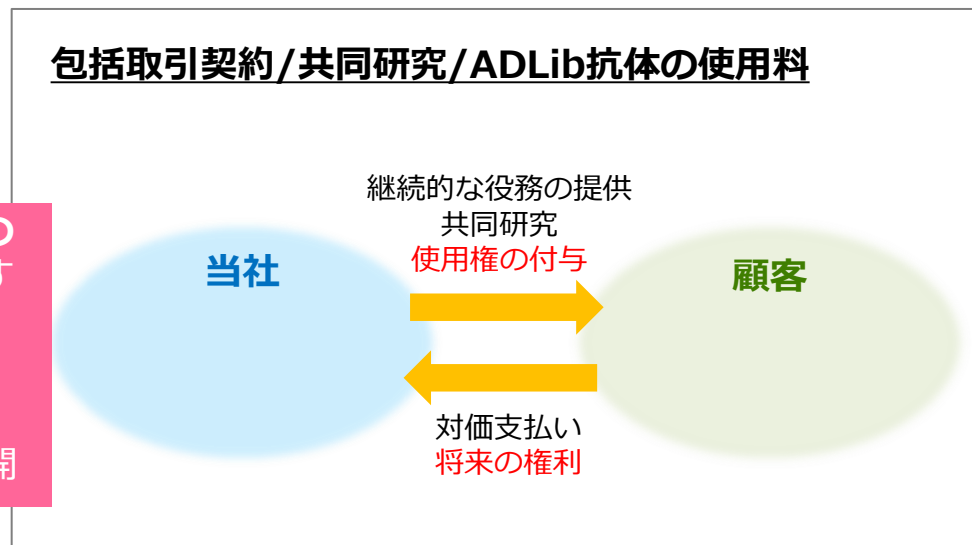 包括取引契約/共同研究/ADLib抗体の使用料
継続的な役務の提供
共同研究
使用権の付与
当社
顧客
対価支払い
将来の権利
す
開